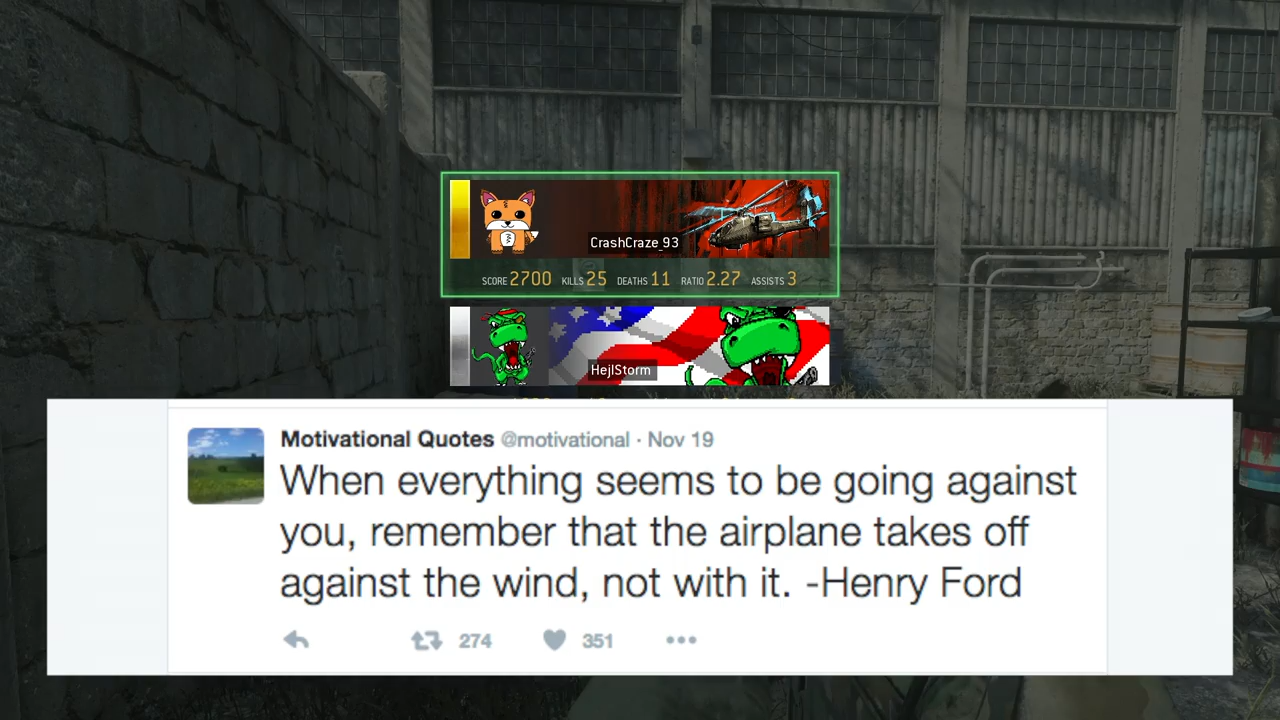 CrashCraze_93
SCORE 2700 KILLS 25 DEATHS 11 RATIO 2.27 ASSISTS 3
HejlStorm
Motivational Quotes @motivational · Nov 19
When everything seems to be going against
you, remember that the airplane takes off
against the wind, not with it. -Henry Ford
274 351